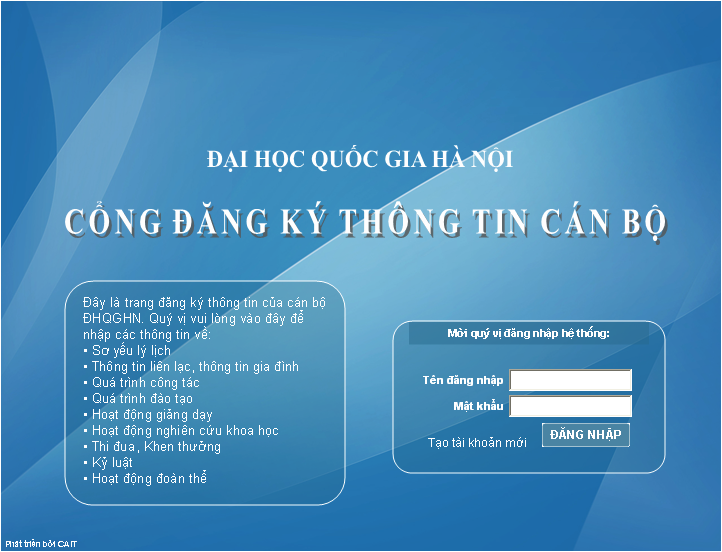 ĐẠI HỌC QUỐC GIA HÀ NỘI
CỔNG ĐĂNG KÝ THÔNG TIN CÁN BỘ
Đây là trang đăng ký thông tin của cán bộ
ĐHQGHN. Quý vị vui lòng vào đây để
nhập các thông tin về:
• Sơ yếu lý lịch
• Thông tin liên lạc, thông tin gia đình
• Quá trình công tác
• Quá trình đào tạo
• Hoạt động giảng dạy
• Hoạt động nghiên cứu khoa học
• Thi đua, Khen thưởng
• Kỹ luật
• Hoạt động đoàn thể
Mời quý vị đăng nhập hệ thống:
Tên đăng nhập
Mật khẩu
Tạo tài khoản mới
ĐĂNG NHẬP
Phát triển bởi CAIT